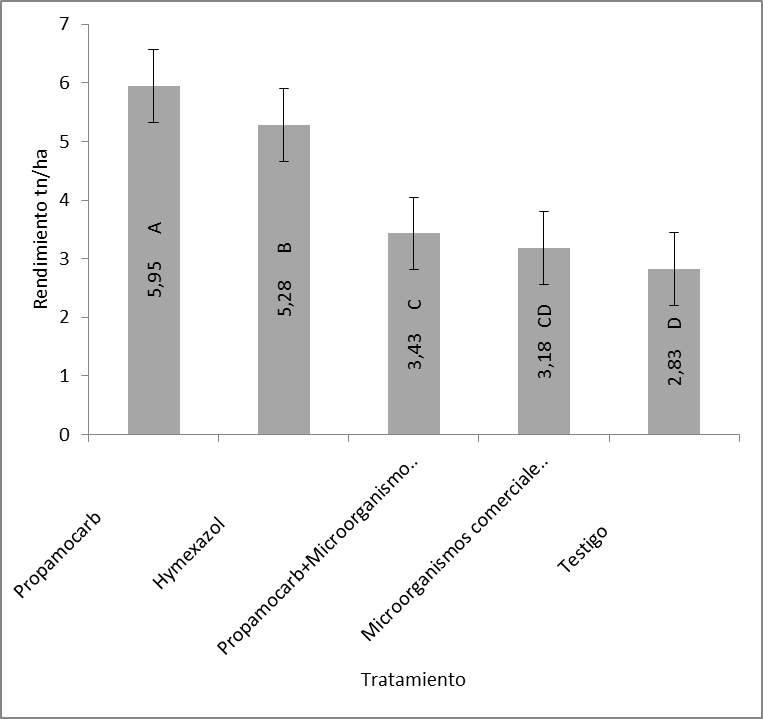 Rendimiento tn/ha
7
6
5
4
3
2
1
0
5,95 A
5,28 B
3,43 C
3,18 CD
2,83 D
Propamocarb
Hymexazol
Propamocarb+Microorganismo..
Microorganismos comerciale..
Testigo
Tratamiento